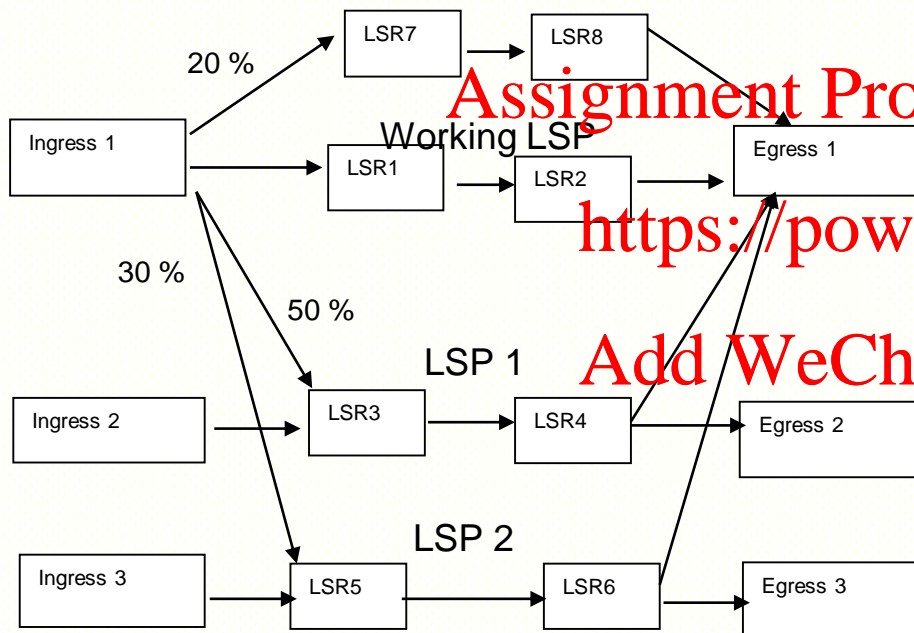 LSR7
LSR8
20 %
Assignment Pro
Ingress 1
Working LSP
Egress 1
LSR1
LSR2
https://pow
30 %
50 %
LSP 1
Add WeCh
Ingress 2
LSR3
LSR4
Egress 2
LSP 2
Ingress 3
LSR5
LSR6
Egress 3